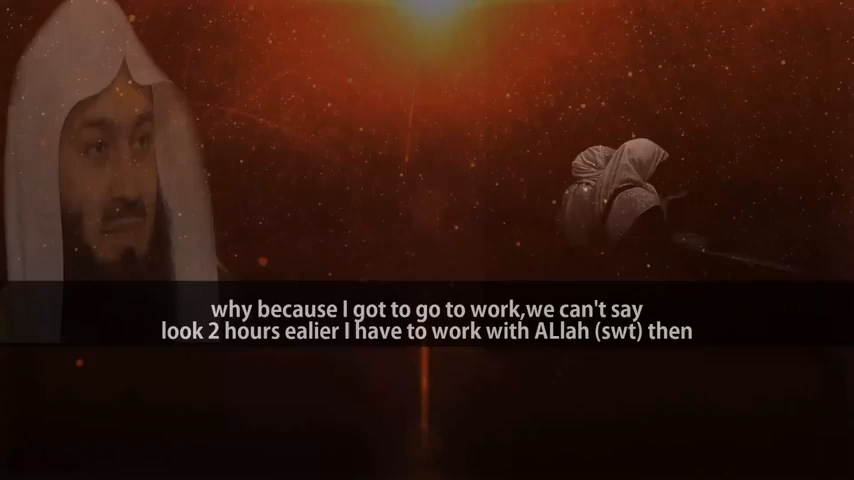 why because I got to go to work,we can't say
look 2 hours ealier I have to work with ALlah (swt) then